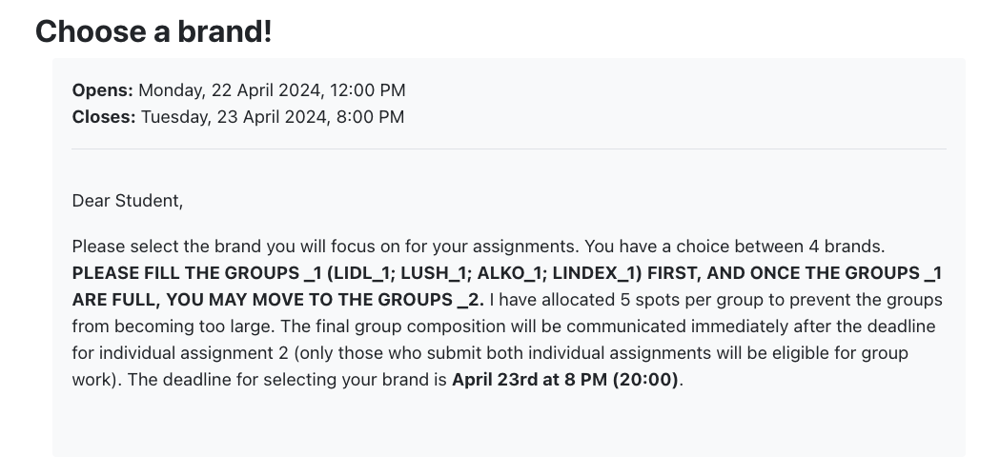 Choose a brand!
Opens: Monday, 22 April 2024, 12:00 PM
Closes: Tuesday, 23 April 2024, 8:00 PM
Dear Student,
Please select the brand you will focus on for your assignments. You have a choice between 4 brands.
PLEASE FILL THE GROUPS _1 (LIDL_1; LUSH_1; ALKO_1; LINDEX_1) FIRST, AND ONCE THE GROUPS _1
ARE FULL, YOU MAY MOVE TO THE GROUPS _2. I have allocated 5 spots per group to prevent the groups
from becoming too large. The final group composition will be communicated immediately after the deadline
for individual assignment 2 (only those who submit both individual assignments will be eligible for group
work). The deadline for selecting your brand is April 23rd at 8 PM (20:00).